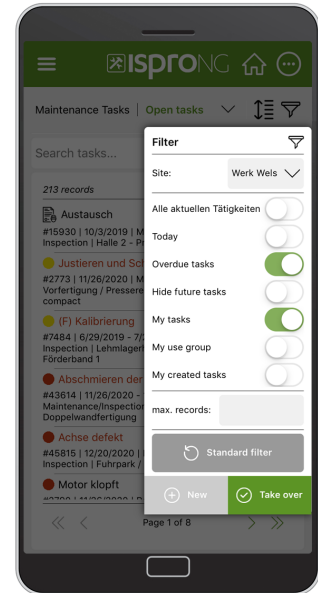 ISPRONG
Maintenance Tasks | Open tasks
Search tasks...
213 records
Austausch
#15930 | 10/3/2019 | M
Inspection | Halle 2 - P
Justieren und Sc
#2773 | 11/26/2020 | M
Vorfertigung / Pressere
compact
(F) Kalibrierung
#7484 | 6/29/2019 - 7/
Inspection | Lehmlager
Förderband 1
Abschmieren der
#43614 | 11/26/2020 -
Maintenance/Inspection
Doppelwandfertigung
Achse defekt
#45815 | 12/20/2020 |
Inspection | Fuhrpark /
Motor klopft
Page 1 of 8
Filter
Site: Werk Wels
Alle aktuellen Tätigkeiten
Today
Overdue tasks
Hide future tasks
My tasks
My use group
My created tasks
max. records:
Standard filter
New
Take over